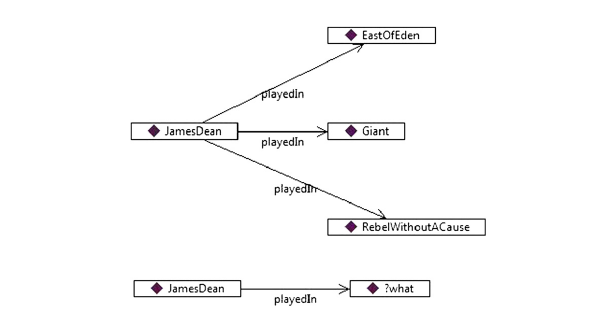 EastOfEden
playedIn
JamesDean
Giant
playedIn
playedIn
RebelWithoutACause
JamesDean
?what
playedIn